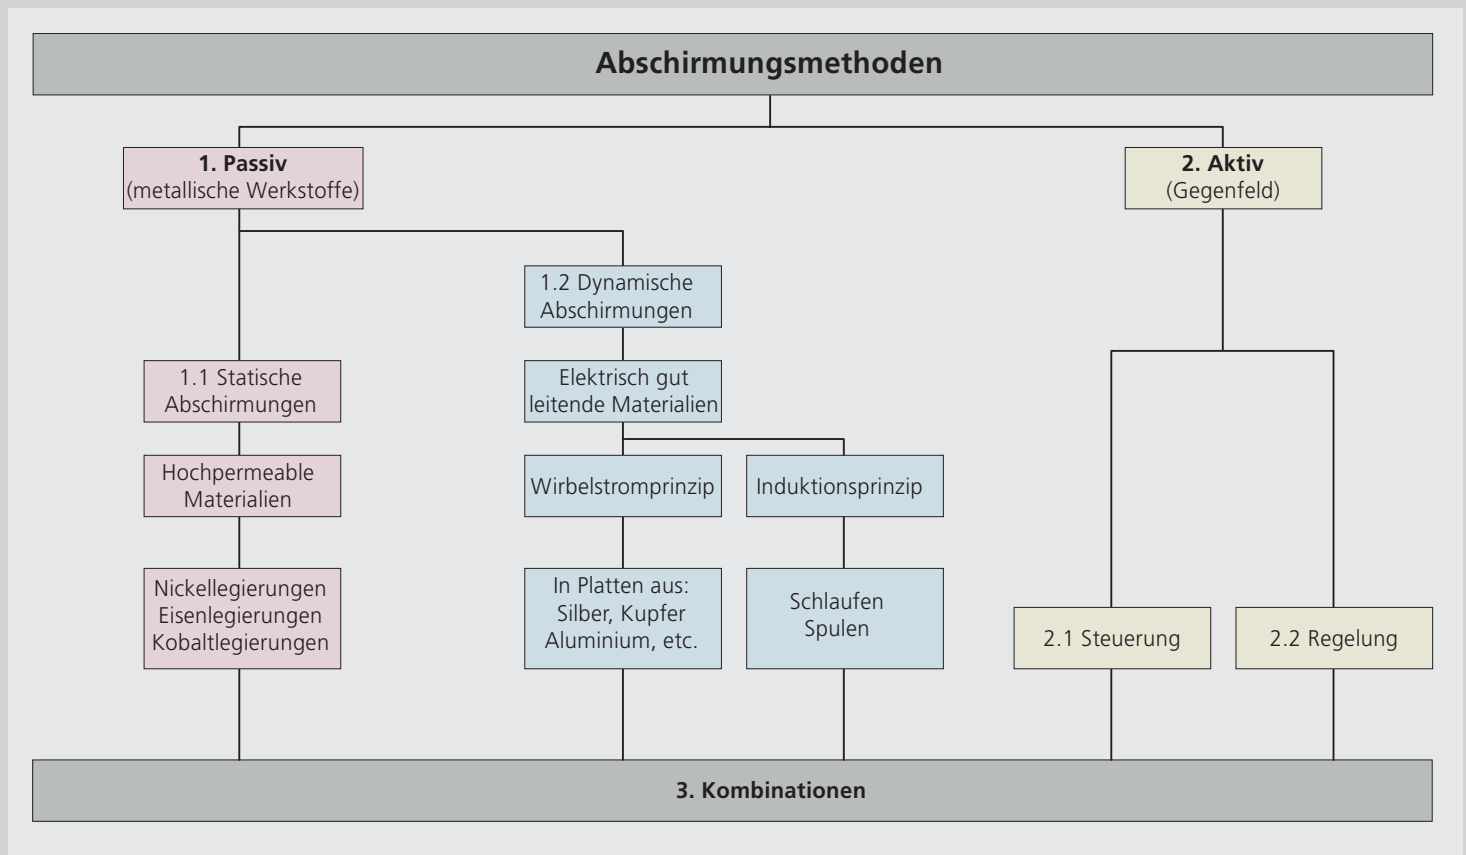 Abschirmungsmethoden
1. Passiv
(metallische Werkstoffe)
2. Aktiv
(Gegenfeld)
1.2 Dynamische
Abschirmungen
1.1 Statische
Abschirmungen
Elektrisch gut
leitende Materialien
Hochpermeable
Materialien
Wirbelstromprinzip
Induktionsprinzip
Nickellegierungen
Eisenlegierungen
Kobaltlegierungen
In Platten aus:
Silber, Kupfer
Aluminium, etc.
Schlaufen
Spulen
2.1 Steuerung
2.2 Regelung
3. Kombinationen